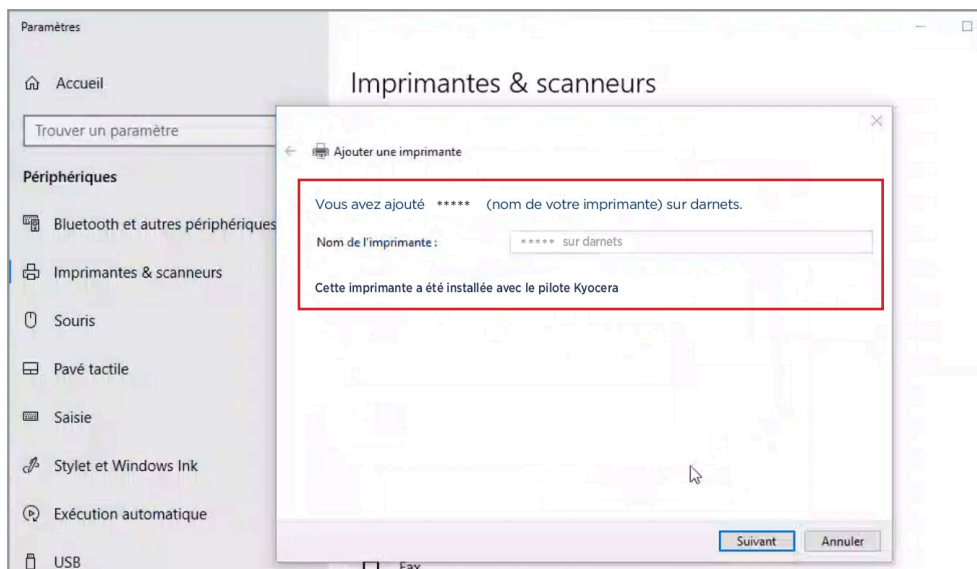 Paramètres
Accueil
Trouver un paramètre
Périphériques
Bluetooth et autres périphériques
Imprimantes & scanneurs
Souris
Pavé tactile
Saisie
Stylet et Windows Ink
Exécution automatique
USB
Imprimantes & scanneurs
Ajouter une imprimante
Vous avez ajouté ***** (nom de votre imprimante) sur darnets.
Nom de l'imprimante : ***** sur darnets
Cette imprimante a été installée avec le pilote Kyocera
Suivant Annuler
Fax